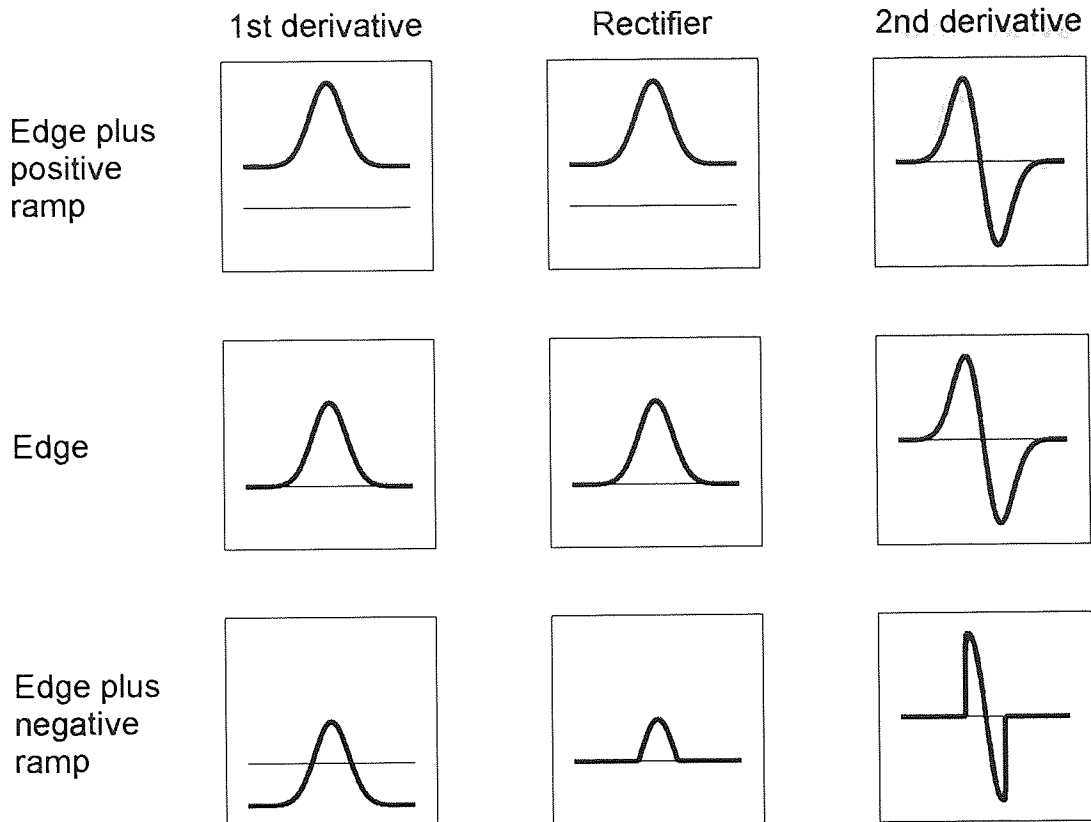 1st derivative
Rectifier
2nd derivative
Edge plus
positive
ramp
Edge
Edge plus
negative
ramp